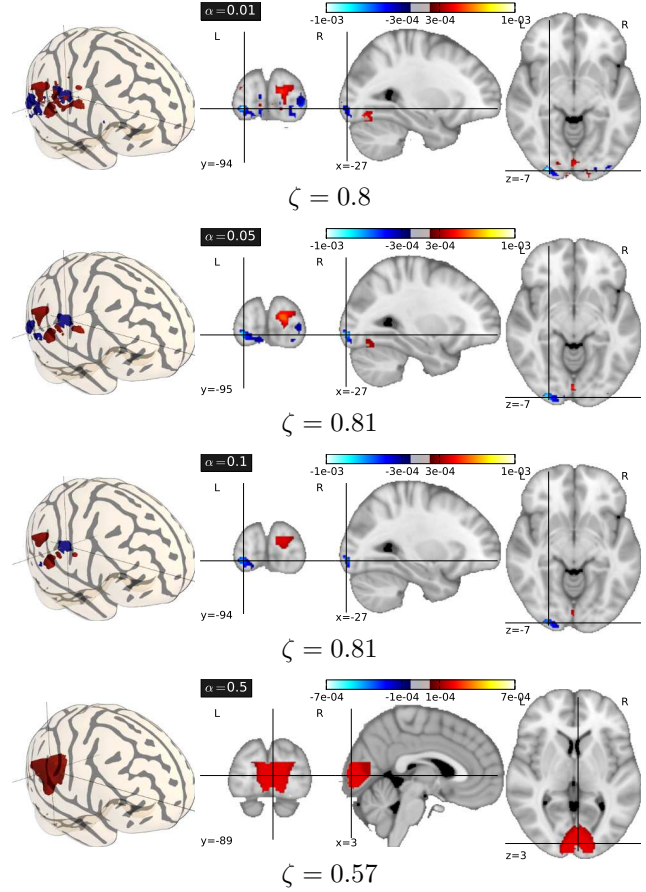 α=0.01
-1e-03 -3e-04 3e-04 1e-03
L R L R
y=-94 x=-27 z=-7
ζ = 0.8
α=0.05
-1e-03 -3e-04 3e-04 1e-03
L R L R
y=-95 x=-27 z=-7
ζ = 0.81
α=0.1
-1e-03 -3e-04 3e-04 1e-03
L R L R
y=-94 x=-27 z=-7
ζ = 0.81
α=0.5
-7e-04 -1e-04 1e-04 7e-04
L R L R
y=-89 x=3 z=3
ζ = 0.57